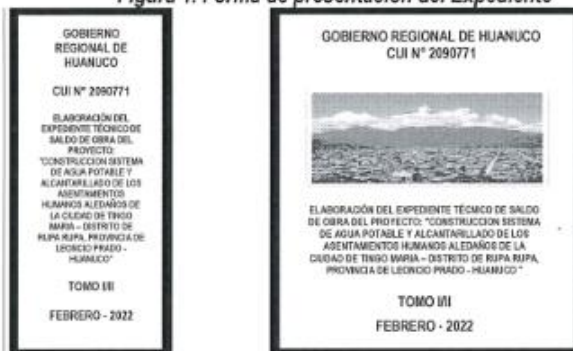 Figura 1. Forma de presentación del Expediente
GOBIERNO
REGIONAL DE
HUANUCO
CUI N° 2090771
ELABORACIÓN DEL
EXPEDIENTE TÉCNICO DE
SALDO DE OBRA DEL
PROYECTO:
"CONSTRUCCION SISTEMA
DE AGUA POTABLE Y
ALCANTARILLADO DE LOS
ASENTAMIENTOS
HUMANOS ALEDAÑOS DE
LA CIUDAD DE TINGO
MARIA – DISTRITO DE
RUPA RUPA, PROVINCIA DE
LEONCIO PRADO -
HUANUCO"
TOMO I/II
FEBRERO - 2022
GOBIERNO REGIONAL DE HUANUCO
CUI N° 2090771
ELABORACIÓN DEL EXPEDIENTE TÉCNICO DE SALDO
DE OBRA DEL PROYECTO: "CONSTRUCCION SISTEMA
DE AGUA POTABLE Y ALCANTARILLADO DE LOS
ASENTAMIENTOS HUMANOS ALEDAÑOS DE LA
CIUDAD DE TINGO MARIA – DISTRITO DE RUPA RUPA,
PROVINCIA DE LEONCIO PRADO - HUANUCO "
TOMO I/II
FEBRERO - 2022